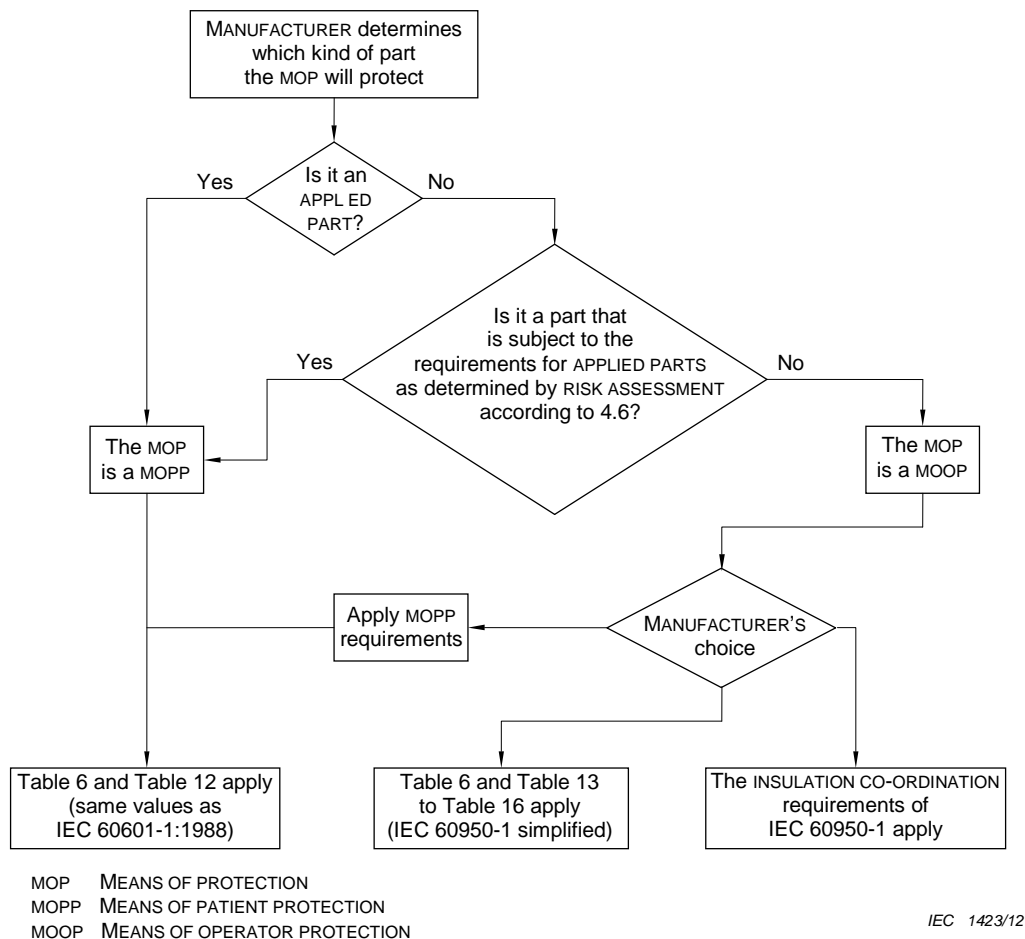 MANUFACTURER determines
which kind of part
the MOP will protect
Is it an
APPL ED
PART?
Yes
No
Is it a part that
is subject to the
requirements for APPLIED PARTS
as determined by RISK ASSESSMENT
according to 4.6?
Yes
No
The MOP
is a MOPP
The MOP
is a MOOP
Apply MOPP
requirements
MANUFACTURER'S
choice
Table 6 and Table 12 apply
(same values as
IEC 60601-1:1988)
Table 6 and Table 13
to Table 16 apply
(IEC 60950-1 simplified)
The INSULATION CO-ORDINATION
requirements of
IEC 60950-1 apply
MOP MEANS OF PROTECTION
MOPP MEANS OF PATIENT PROTECTION
MOOP MEANS OF OPERATOR PROTECTION
IEC 1423/12